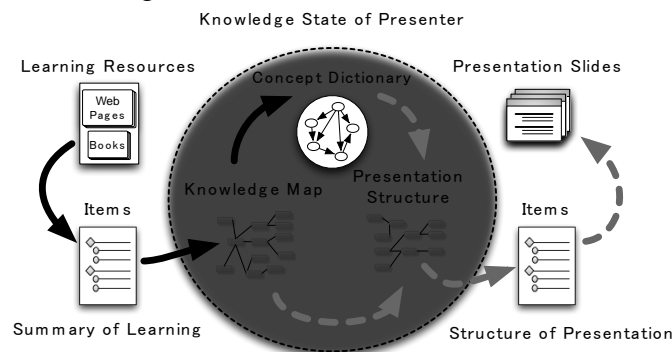 Knowledge State of Presenter
Learning Resources
Concept Dictionary
Presentation Slides
Web
Pages
Books
Knowledge Map
Presentation
Structure
Items
Items
Summary of Learning
Structure of Presentation